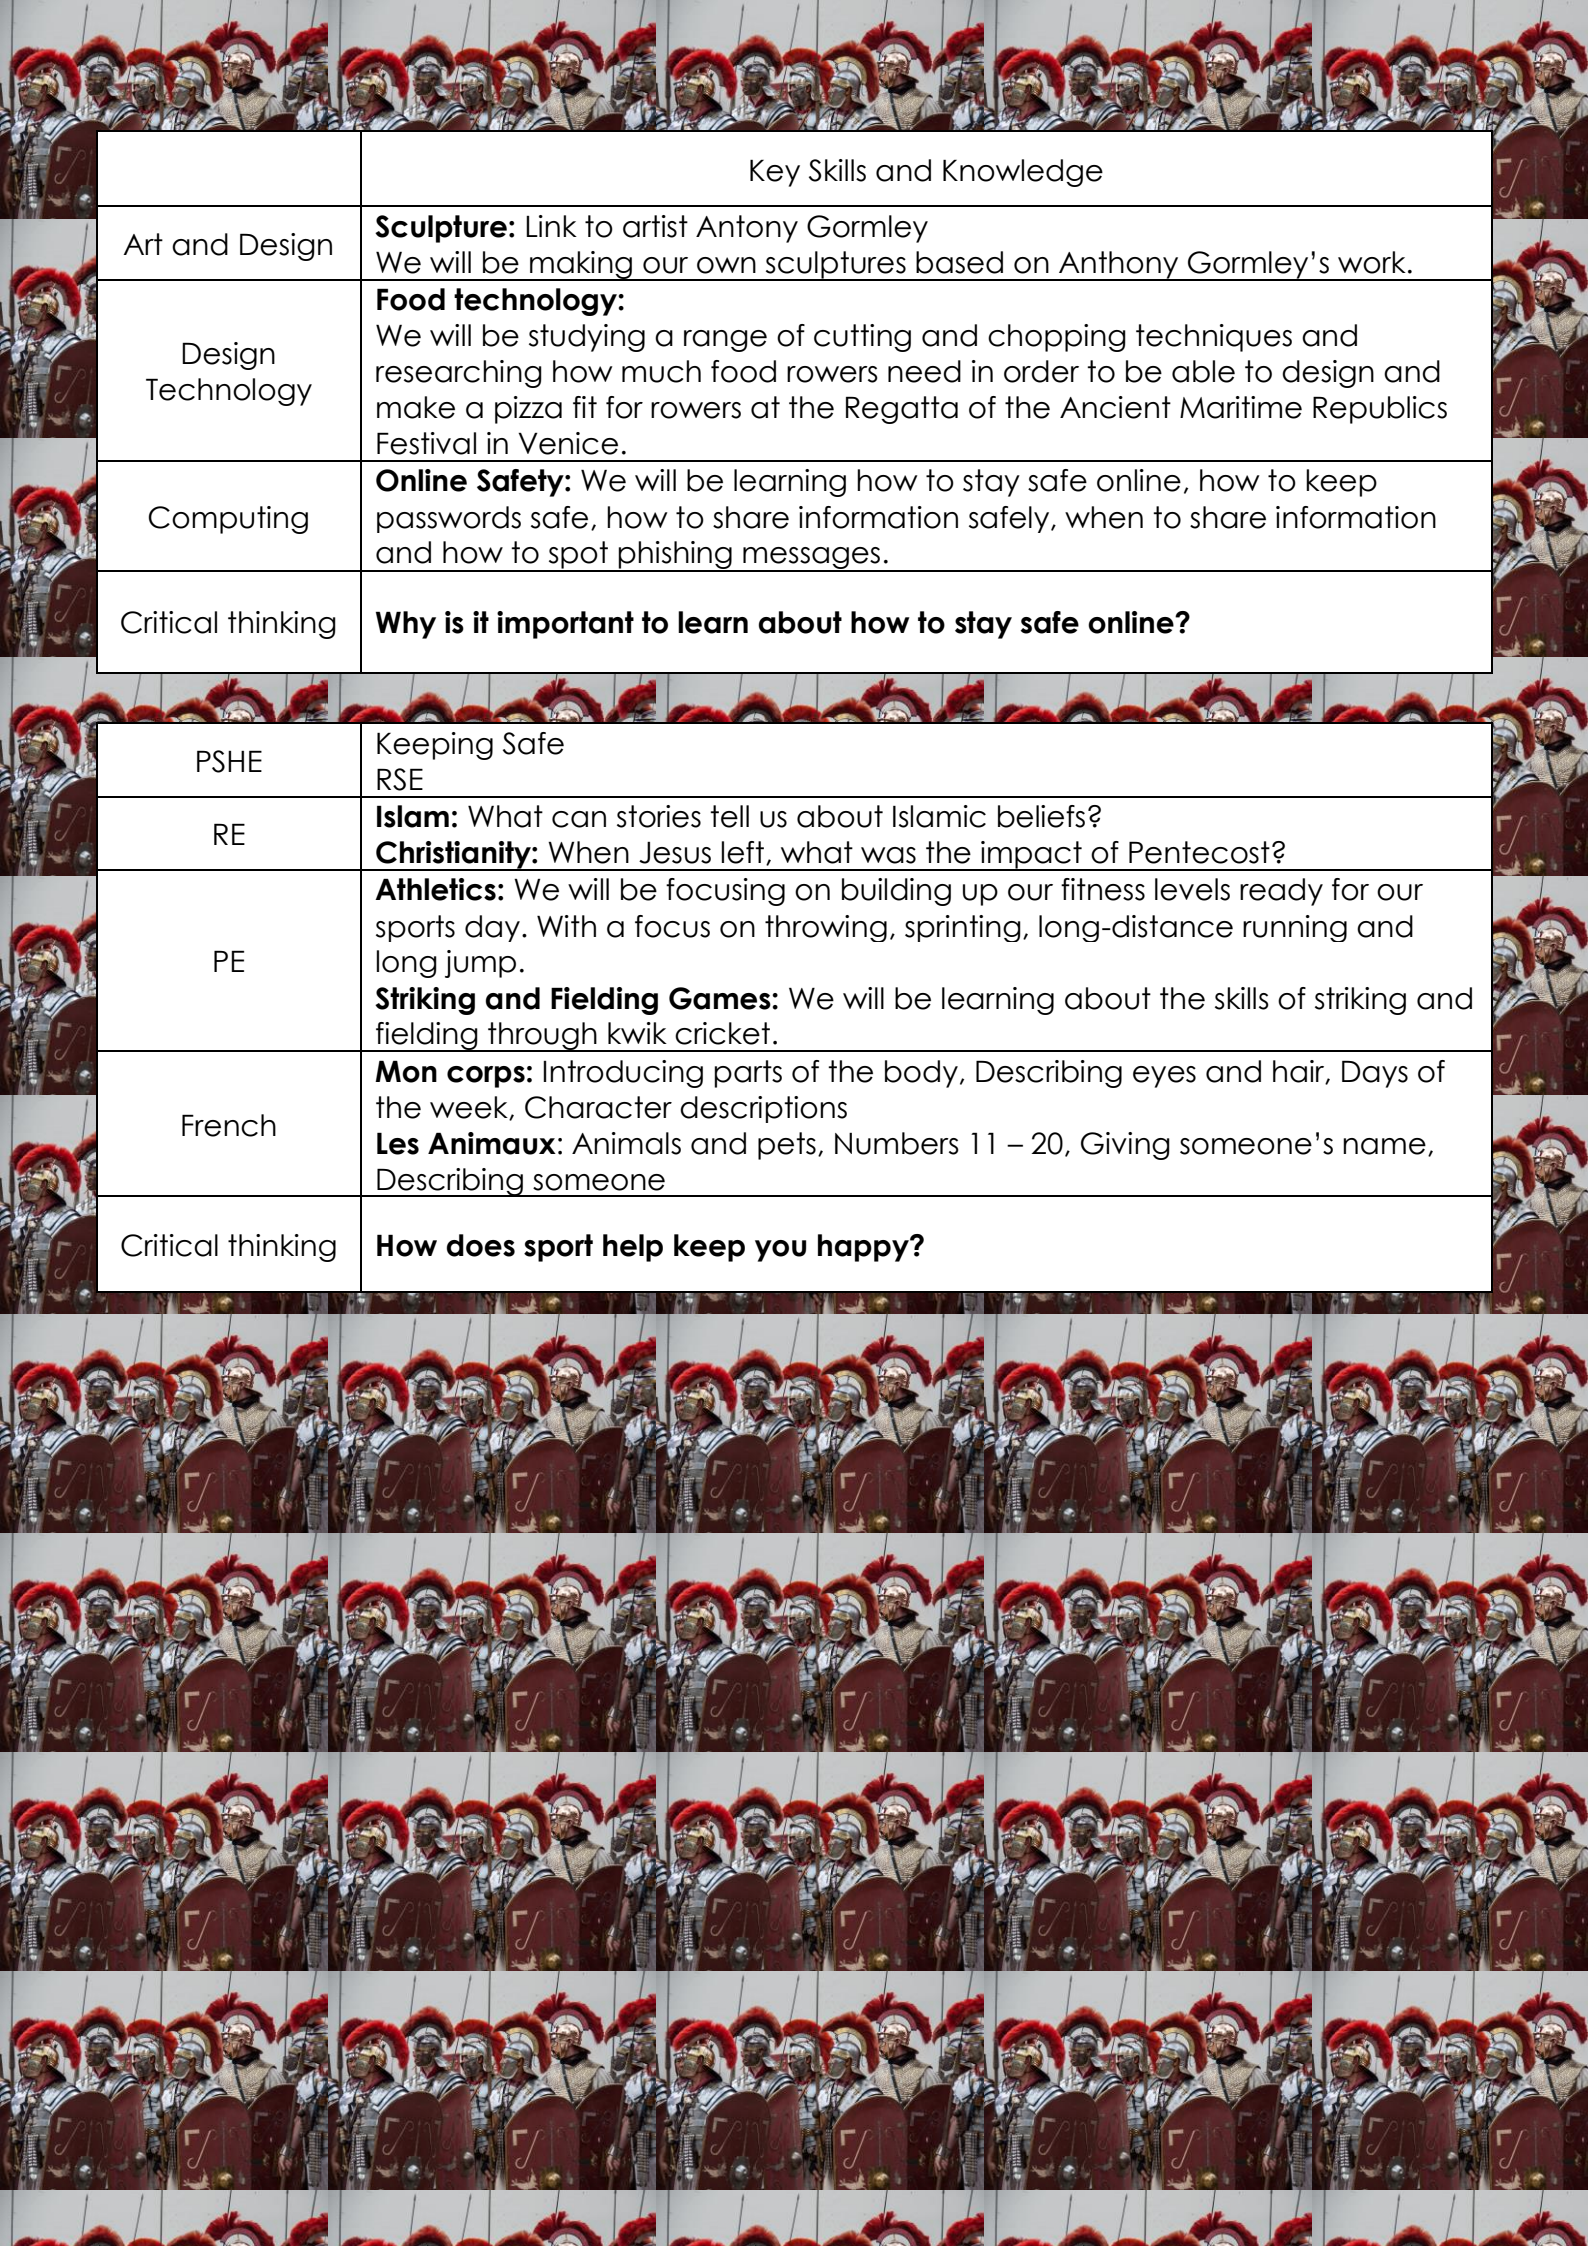 Key Skills and Knowledge
Art and Design
Sculpture: Link to artist Antony Gormley
We will be making our own sculptures based on Anthony Gormley's work.
Design
Technology
Food technology:
We will be studying a range of cutting and chopping techniques and
researching how much food rowers need in order to be able to design and
make a pizza fit for rowers at the Regatta of the Ancient Maritime Republics
Festival in Venice.
Computing
Online Safety: We will be learning how to stay safe online, how to keep
passwords safe, how to share information safely, when to share information
and how to spot phishing messages.
Critical thinking
Why is it important to learn about how to stay safe online?
PSHE
Keeping Safe
RSE
RE
Islam: What can stories tell us about Islamic beliefs?
Christianity: When Jesus left, what was the impact of Pentecost?
PE
Athletics: We will be focusing on building up our fitness levels ready for our
sports day. With a focus on throwing, sprinting, long-distance running and
long jump.
Striking and Fielding Games: We will be learning about the skills of striking and
fielding through kwik cricket.
French
Mon corps: Introducing parts of the body, Describing eyes and hair, Days of
the week, Character descriptions
Les Animaux: Animals and pets, Numbers 11 – 20, Giving someone's name,
Describing someone
Critical thinking
How does sport help keep you happy?